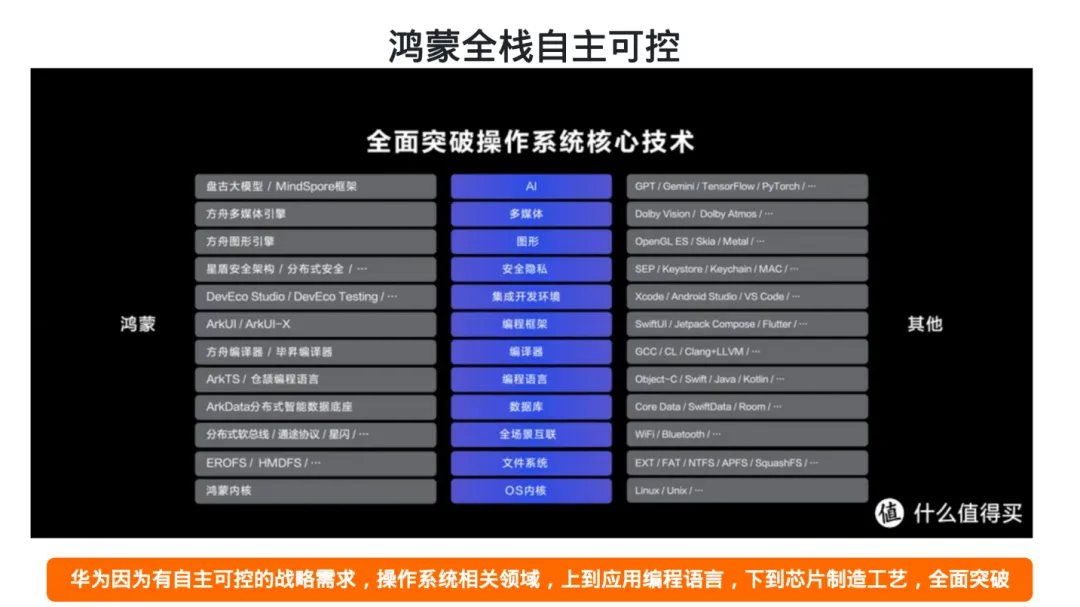 鸿蒙全栈自主可控
全面突破操作系统核心技术
盘古大模型 / MindSpore框架 AI GPT / Gemini / TensorFlow / PyTorch / ···
方舟多媒体引擎 多媒体 Dolby Vision / Dolby Atmos / ···
方舟图形引擎 图形 OpenGL ES / Skia / Metal / ···
星盾安全架构 / 分布式安全 / ··· 安全隐私 SEP / Keystore / Keychain / MAC / ···
DevEco Studio / DevEco Testing / ··· 集成开发环境 Xcode / Android Studio / VS Code / ···
鸿蒙 ArkUI / ArkUI-X 编程框架 SwiftUI / Jetpack Compose / Flutter / ··· 其他
方舟编译器 / 毕昇编译器 编译器 GCC / CL / Clang+LLVM / ···
ArkTS / 仓颉编程语言 编程语言 Object-C / Swift / Java / Kotlin / ···
ArkData分布式智能数据底座 数据库 Core Data / SwiftData / Room / ···
分布式软总线 / 通途协议 / 星闪 / ··· 全场景互联 WiFi / Bluetooth / ···
EROFS / HMDFS / ··· 文件系统 EXT / FAT / NTFS / APFS / SquashFS / ···
鸿蒙内核 OS内核 Linux / Unix / ···
值 什么值得买
华为因为有自主可控的战略需求，操作系统相关领域，上到应用编程语言，下到芯片制造工艺，全面突破